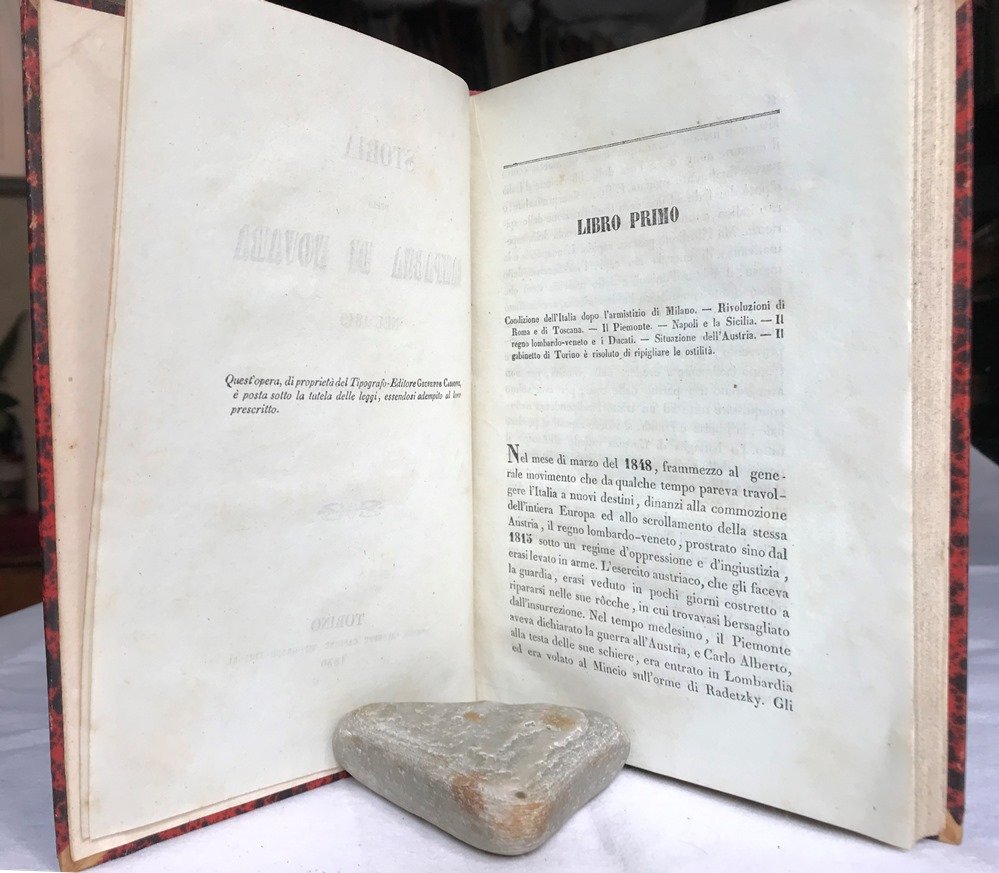 Quest'opera, di proprietà del Tipografo-Editore
è posta sotto la tutela delle leggi, essendosi adempito al loro
prescritto.
LIBRO PRIMO
Condizione dell'Italia dopo l'armistizio di Milano. — Rivoluzioni di
Roma e di Toscana. — Il Piemonte. — Napoli e la Sicilia. — Il
regno lombardo-veneto e i Ducati. — Situazione dell'Austria. — Il
gabinetto di Torino è risoluto di ripigliare le ostilità.
Nel mese di marzo del 1848, frammezzo al gene-
rale movimento che da qualche tempo pareva travol-
gere l'Italia a nuovi destini, dinanzi alla commozione
dell'intiera Europa ed allo scrollamento della stessa
Austria, il regno lombardo-veneto, prostrato sino dal
1815 sotto un regime d'oppressione e d'ingiustizia,
erasi levato in arme. L'esercito austriaco, che gli faceva
la guardia, erasi veduto in pochi giorni costretto a
ripararsi nelle sue ròcche, in cui trovavasi bersagliato
dall'insurrezione. Nel tempo medesimo, il Piemonte
aveva dichiarato la guerra all'Austria, e Carlo Alberto,
alla testa delle sue schiere, era entrato in Lombardia
ed era volato al Mincio sull'orme di Radetzky. Gli